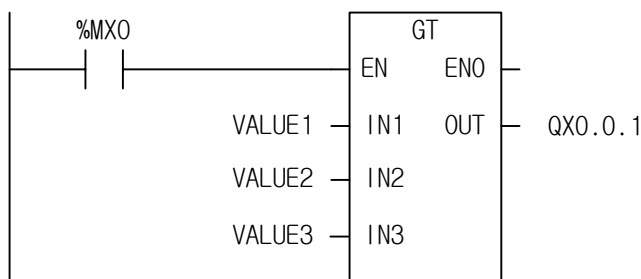 %MX0 GT
EN ENO
VALUE1 IN1 OUT QX0.0.1
VALUE2 IN2
VALUE3 IN3